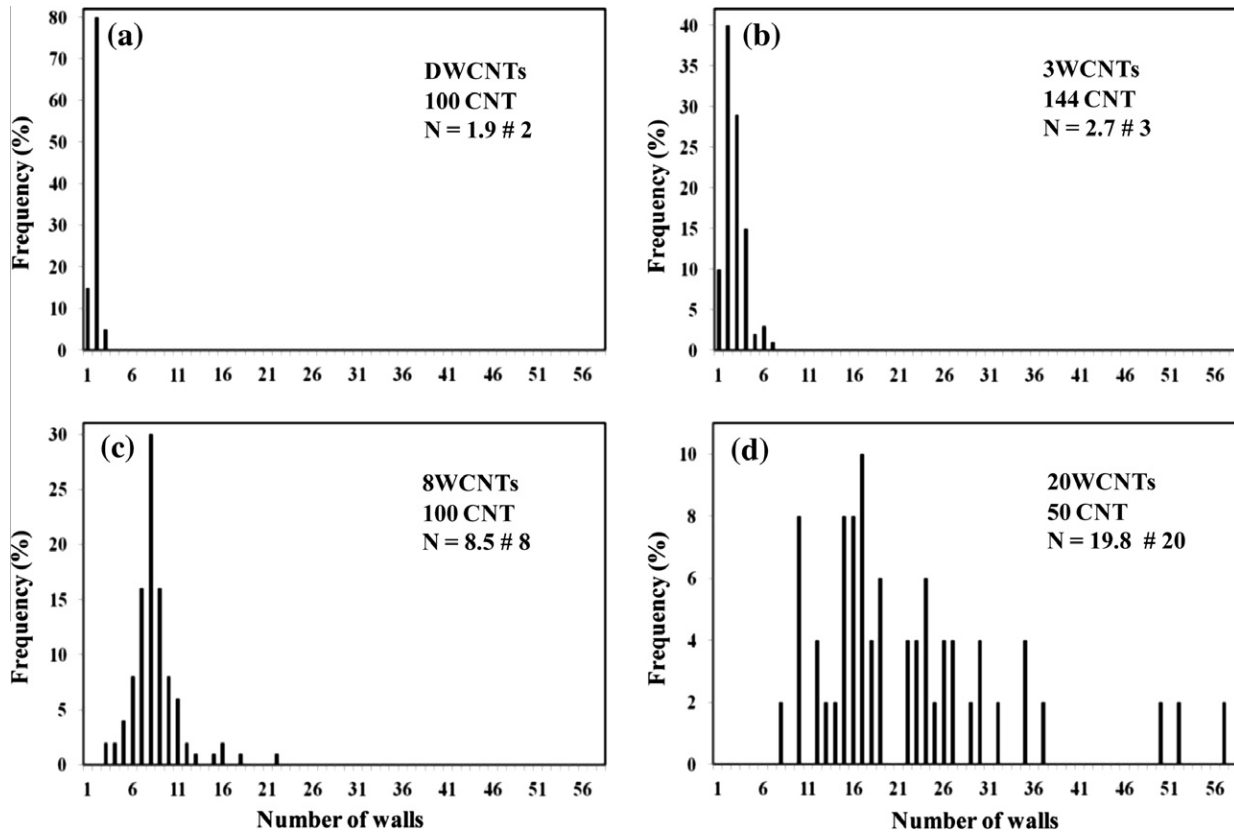 (a)
DWCNTs
100 CNT
N = 1.9 # 2
Frequency (%)
80
70
60
50
40
30
20
10
0
1 6 11 16 21 26 31 36 41 46 51 56
(b)
3WCNTs
144 CNT
N = 2.7 # 3
Frequency (%)
40
35
30
25
20
15
10
5
0
1 6 11 16 21 26 31 36 41 46 51 56
(c)
8WCNTs
100 CNT
N = 8.5 # 8
Frequency (%)
30
25
20
15
10
5
0
1 6 11 16 21 26 31 36 41 46 51 56
Number of walls
(d)
20WCNTs
50 CNT
N = 19.8 # 20
Frequency (%)
10
8
6
4
2
0
1 6 11 16 21 26 31 36 41 46 51 56
Number of walls